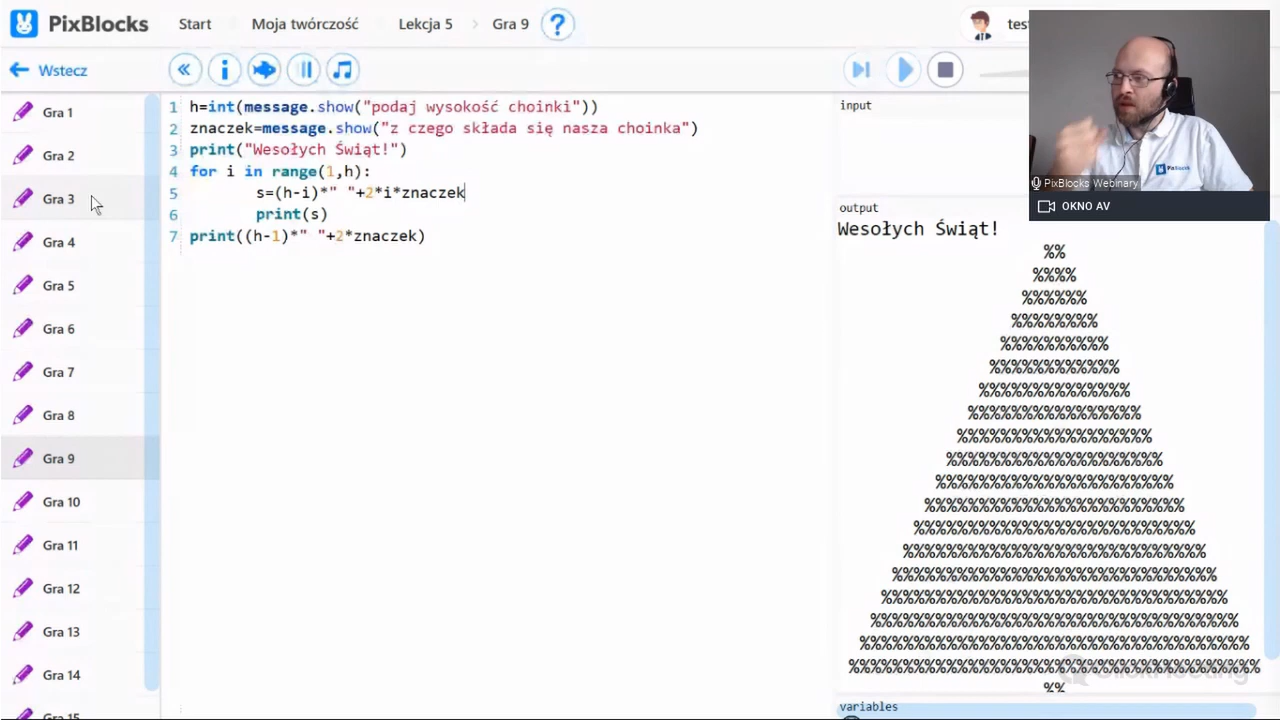 PixBlocks Start Moja twórczość Lekcja 5 > Gra 9 ? test
Wstecz
Gra 1
Gra 2
Gra 3
Gra 4
Gra 5
Gra 6
Gra 7
Gra 8
Gra 9
Gra 10
Gra 11
Gra 12
Gra 13
Gra 14
Gra 15
1 h=int(message.show("podaj wysokość choinki"))
2 znaczek=message.show("z czego składa się nasza choinka")
3 print("Wesołych Świąt!")
4 for i in range(1,h):
5 s=(h-i)*" "+2*i*znaczek
6 print(s)
7 print((h-1)*" "+2*znaczek)
input
PixBlocks Webinary
OKNO AV
output
Wesołych Świąt!
%%
%%%%
%%%%%%
%%%%%%%%
%%%%%%%%%%
%%%%%%%%%%%%
%%%%%%%%%%%%%%
%%%%%%%%%%%%%%%%
%%%%%%%%%%%%%%%%%%
%%%%%%%%%%%%%%%%%%%%
%%%%%%%%%%%%%%%%%%%%%%
%%%%%%%%%%%%%%%%%%%%%%%%
%%%%%%%%%%%%%%%%%%%%%%%%%%
%%%%%%%%%%%%%%%%%%%%%%%%%%%%
%%%%%%%%%%%%%%%%%%%%%%%%%%%%%%
%%%%%%%%%%%%%%%%%%%%%%%%%%%%%%%%
%%%%%%%%%%%%%%%%%%%%%%%%%%%%%%%%%%
%%%%%%%%%%%%%%%%%%%%%%%%%%%%%%%%%%%%
%%%%%%%%%%%%%%%%%%%%%%%%%%%%%%%%%%%%%%
%%
ClickMeeting
variables